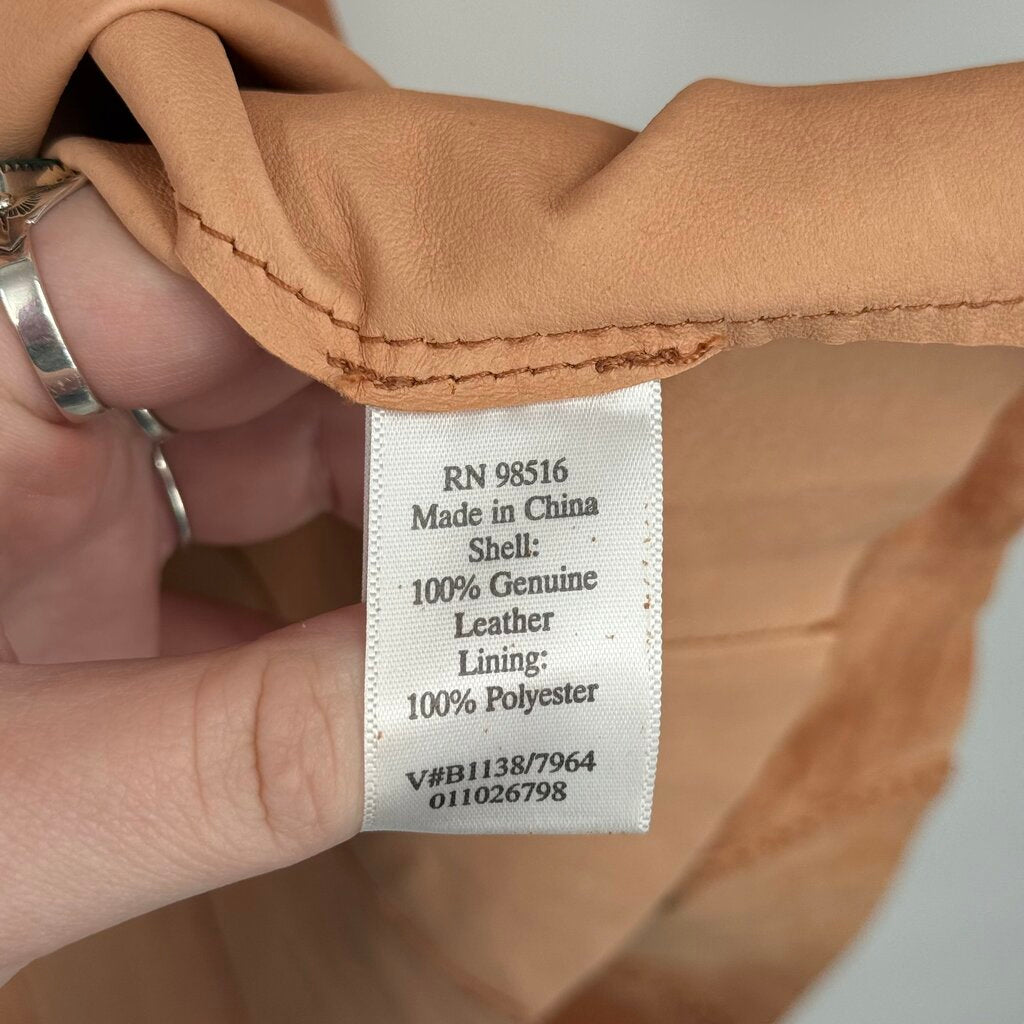 RN 98516
Made in China
Shell:
100% Genuine
Leather
Lining:
100% Polyester
V#B1138/7964
011026798